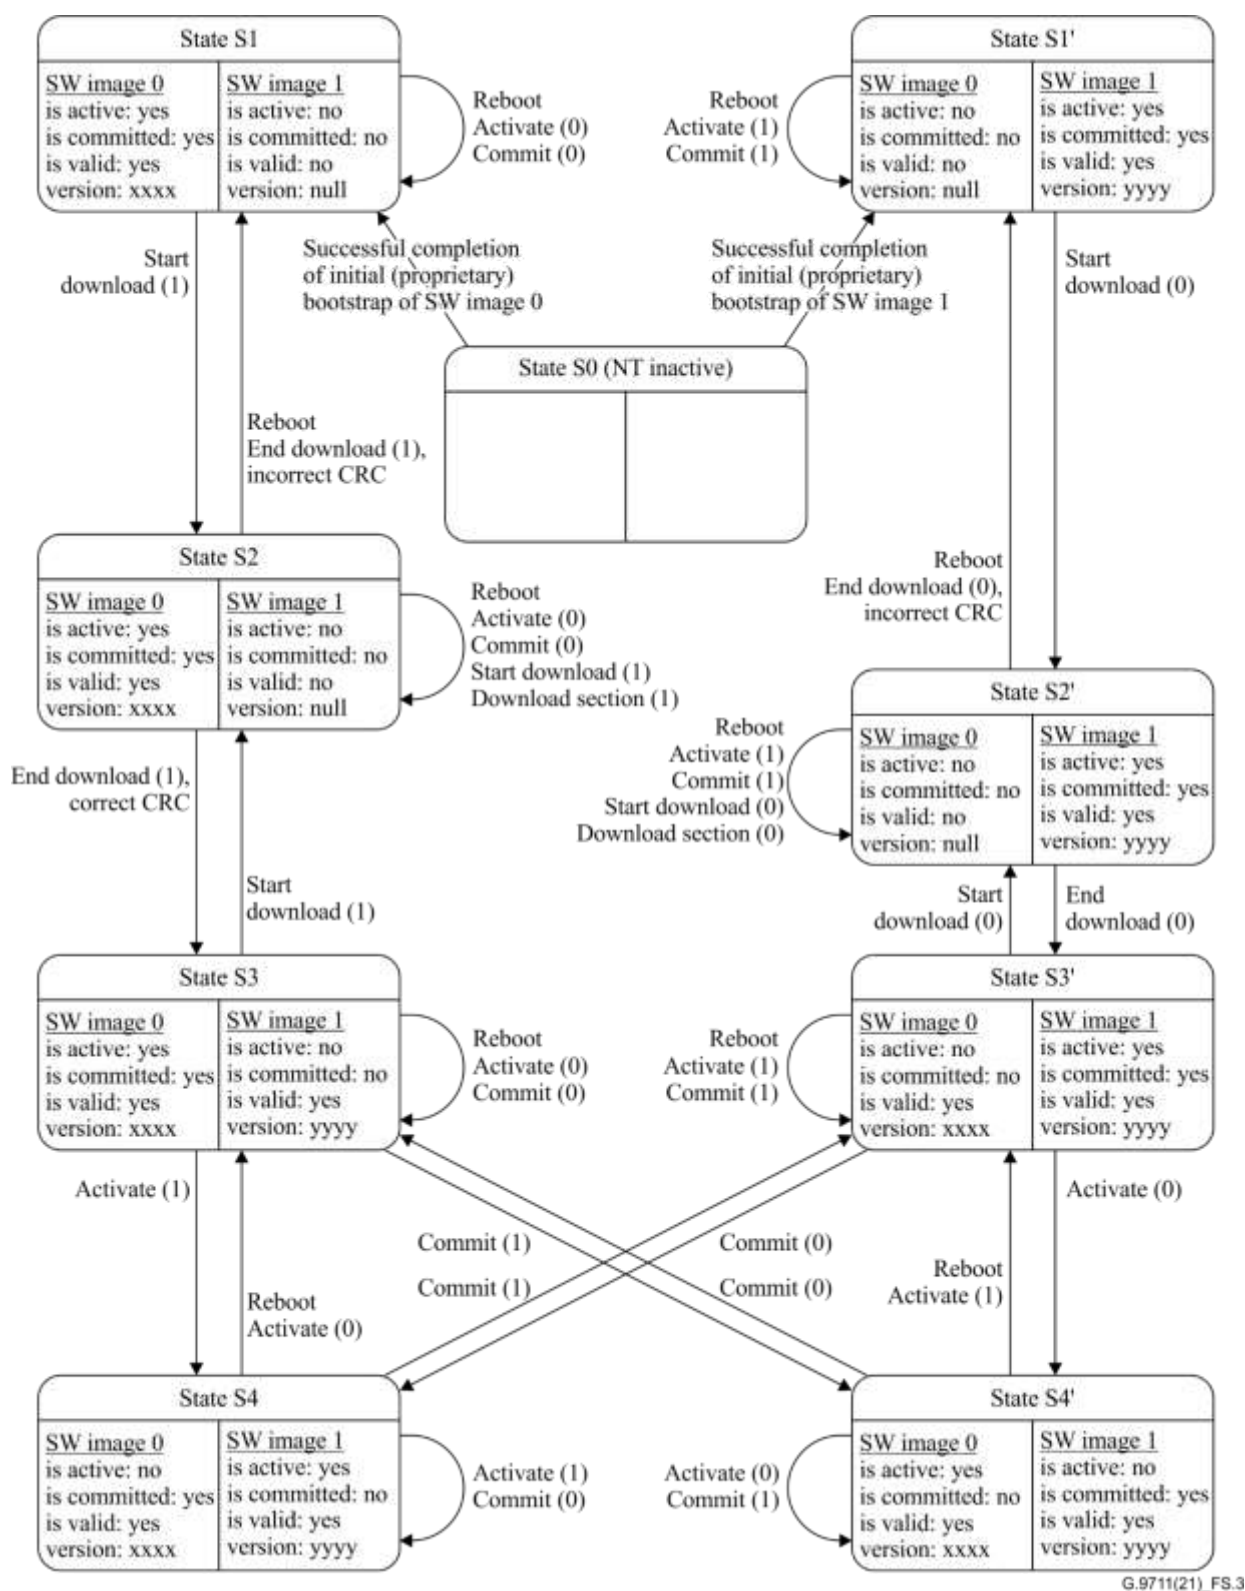 State S1
SW image 0
is active: yes
is committed: yes
is valid: yes
version: xxxx
SW image 1
is active: no
is committed: no
is valid: no
version: null
Reboot
Activate (0)
Commit (0)
State S1'
SW image 0
is active: no
is committed: no
is valid: no
version: null
SW image 1
is active: yes
is committed: yes
is valid: yes
version: yyyy
Reboot
Activate (1)
Commit (1)
Start
download (1)
Successful completion
of initial (proprietary)
bootstrap of SW image 0
Successful completion
of initial (proprietary)
bootstrap of SW image 1
Start
download (0)
State S0 (NT inactive)
Reboot
End download (1),
incorrect CRC
Reboot
End download (0),
incorrect CRC
State S2
SW image 0
is active: yes
is committed: yes
is valid: yes
version: xxxx
SW image 1
is active: no
is committed: no
is valid: no
version: null
Reboot
Activate (0)
Commit (0)
Start download (1)
Download section (1)
State S2'
SW image 0
is active: no
is committed: no
is valid: no
version: null
SW image 1
is active: yes
is committed: yes
is valid: yes
version: yyyy
Reboot
Activate (1)
Commit (1)
Start download (0)
Download section (0)
End download (1),
correct CRC
Start
download (1)
Start
download (0)
End
download (0)
State S3
SW image 0
is active: yes
is committed: yes
is valid: yes
version: xxxx
SW image 1
is active: no
is committed: no
is valid: yes
version: yyyy
Reboot
Activate (0)
Commit (0)
State S3'
SW image 0
is active: no
is committed: no
is valid: yes
version: xxxx
SW image 1
is active: yes
is committed: yes
is valid: yes
version: yyyy
Reboot
Activate (1)
Commit (1)
Activate (1)
Activate (0)
Commit (1)
Commit (0)
Commit (1)
Commit (0)
Reboot
Activate (0)
Reboot
Activate (1)
State S4
SW image 0
is active: no
is committed: yes
is valid: yes
version: xxxx
SW image 1
is active: yes
is committed: no
is valid: yes
version: yyyy
Activate (1)
Commit (0)
State S4'
SW image 0
is active: yes
is committed: no
is valid: yes
version: xxxx
SW image 1
is active: no
is committed: yes
is valid: yes
version: yyyy
Activate (0)
Commit (1)
G.9711(21)_FS.3